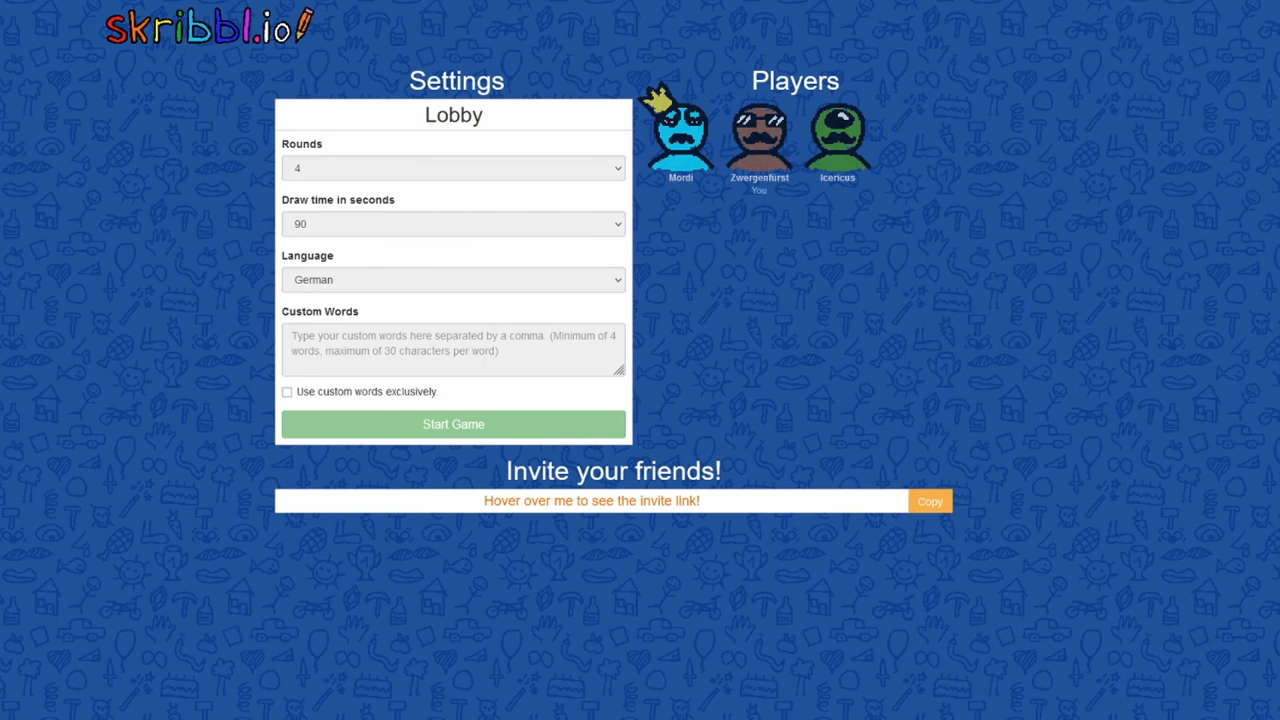 skribbl.io
Settings
Players
Lobby
Rounds
4
Draw time in seconds
90
Language
German
Custom Words
Type your custom words here separated by a comma. (Minimum of 4
words, maximum of 30 characters per word)
Use custom words exclusively.
Start Game
Mordi
Zwergenfürst
You
Icericus
Invite your friends!
Hover over me to see the invite link!
Copy